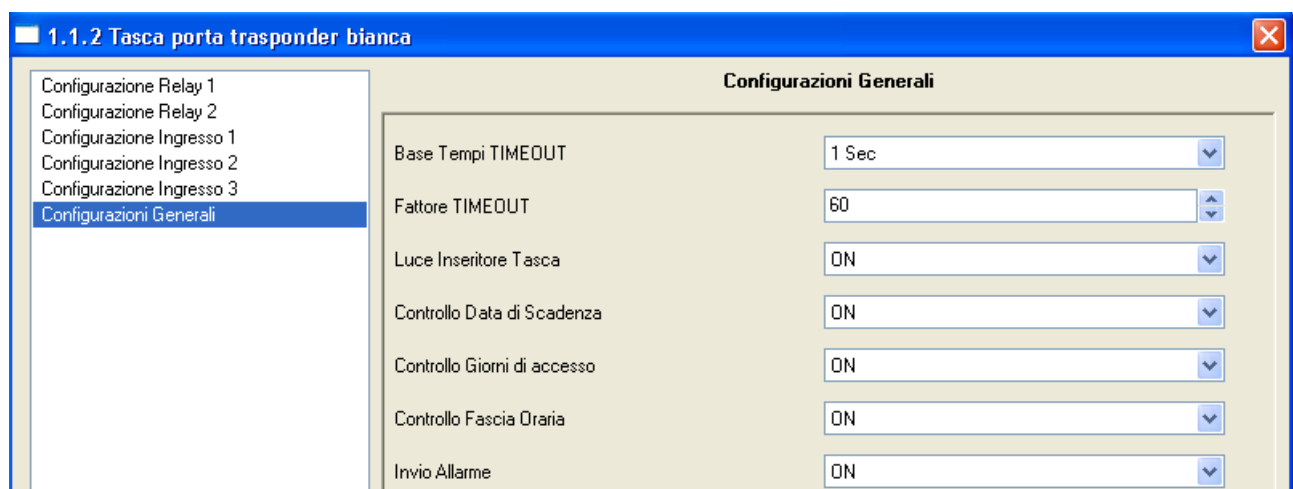 1.1.2 Tasca porta trasponder bianca
Configurazione Relay 1
Configurazione Relay 2
Configurazione Ingresso 1
Configurazione Ingresso 2
Configurazione Ingresso 3
Configurazioni Generali
Configurazioni Generali
Base Tempi TIMEOUT 1 Sec
Fattore TIMEOUT 60
Luce Inseritore Tasca ON
Controllo Data di Scadenza ON
Controllo Giorni di accesso ON
Controllo Fascia Oraria ON
Invio Allarme ON